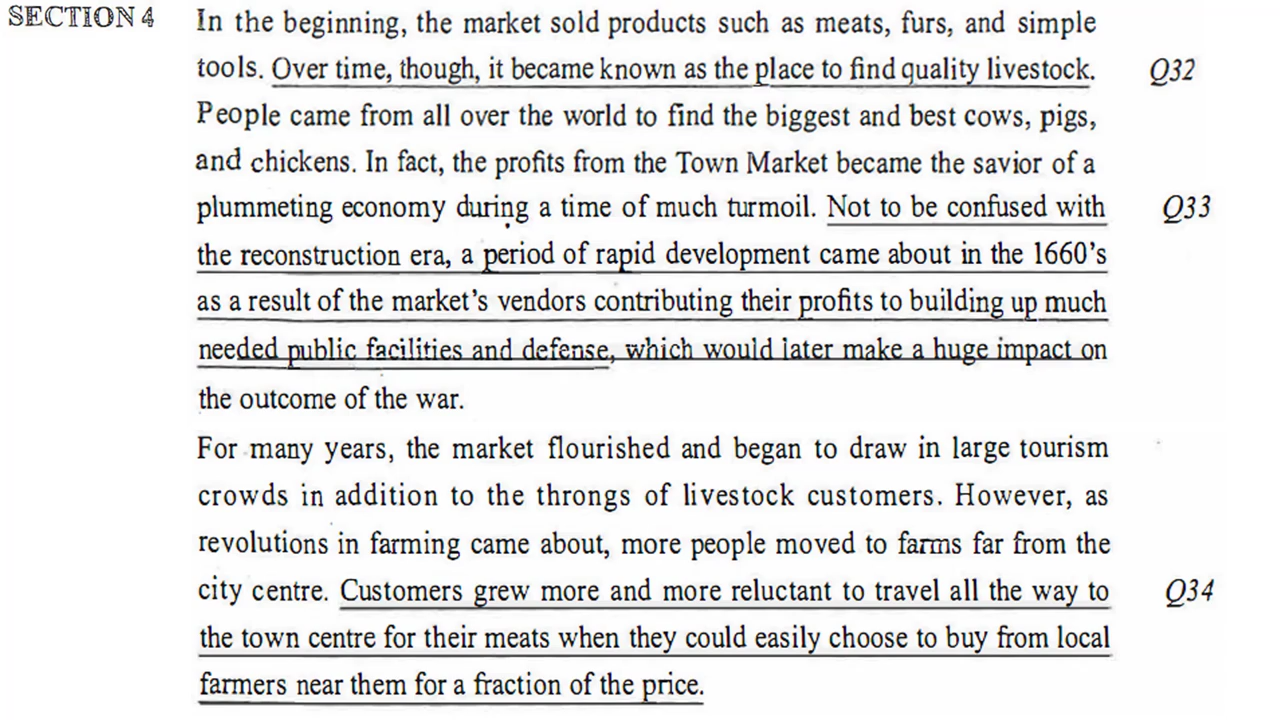 SECTION 4
In the beginning, the market sold products such as meats, furs, and simple
tools. Over time, though, it became known as the place to find quality livestock. Q32
People came from all over the world to find the biggest and best cows, pigs,
and chickens. In fact, the profits from the Town Market became the savior of a
plummeting economy during a time of much turmoil. Not to be confused with Q33
the reconstruction era, a period of rapid development came about in the 1660's
as a result of the market's vendors contributing their profits to building up much
needed public facilities and defense, which would later make a huge impact on
the outcome of the war.
For many years, the market flourished and began to draw in large tourism
crowds in addition to the throngs of livestock customers. However, as
revolutions in farming came about, more people moved to farms far from the
city centre. Customers grew more and more reluctant to travel all the way to Q34
the town centre for their meats when they could easily choose to buy from local
farmers near them for a fraction of the price.